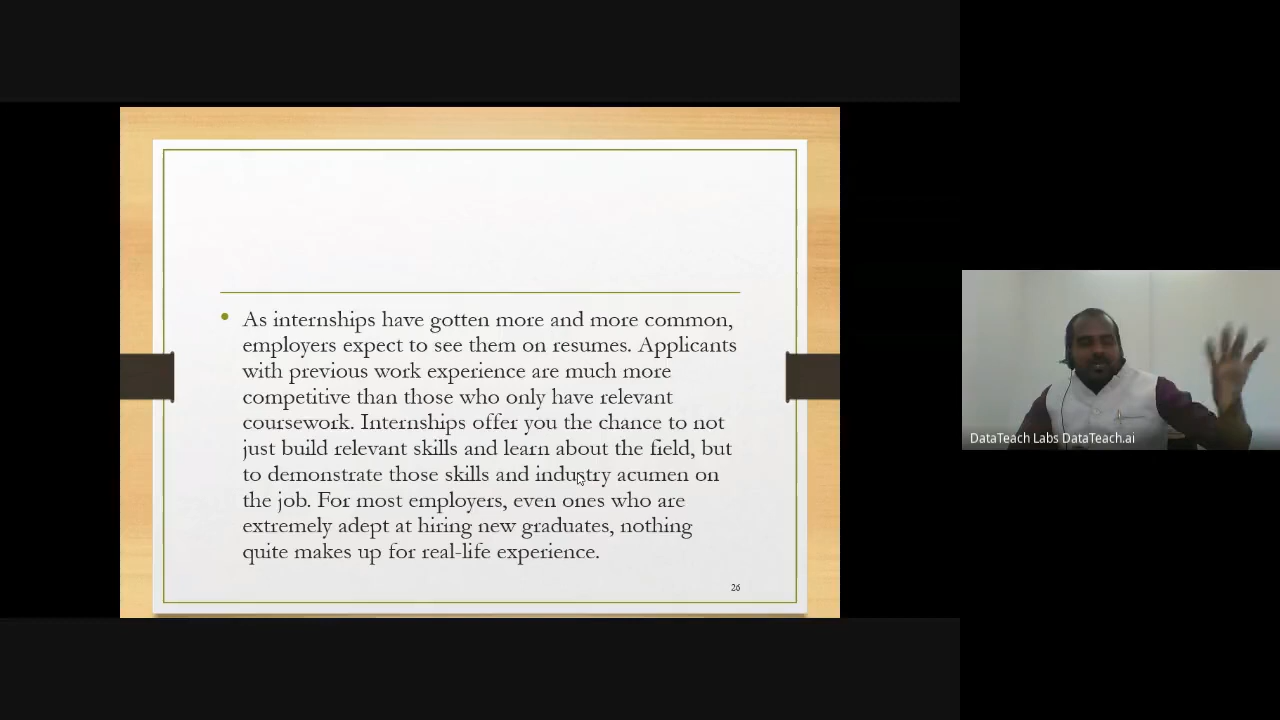 As internships have gotten more and more common,
employers expect to see them on resumes. Applicants
with previous work experience are much more
competitive than those who only have relevant
coursework. Internships offer you the chance to not
just build relevant skills and learn about the field, but
to demonstrate those skills and industry acumen on
the job. For most employers, even ones who are
extremely adept at hiring new graduates, nothing
quite makes up for real-life experience.
26
DataTeach Labs DataTeach.ai